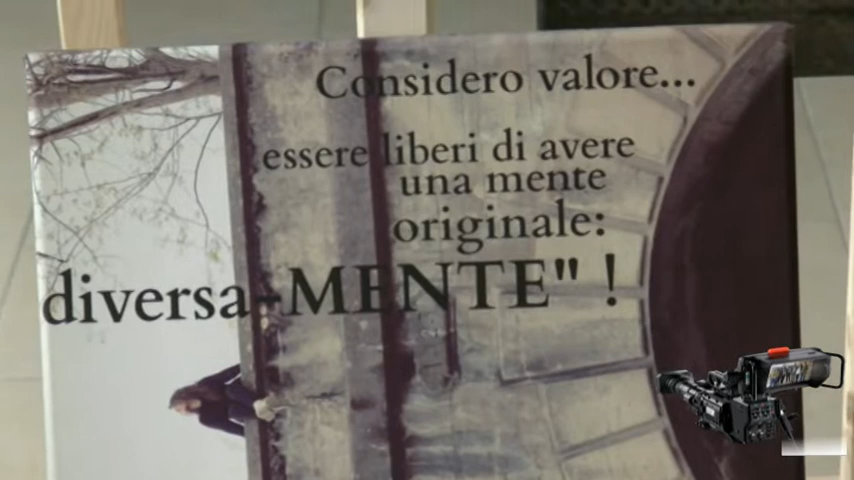 Considero valore...
essere liberi di avere
una mente
originale:
diversa-MENTE" !